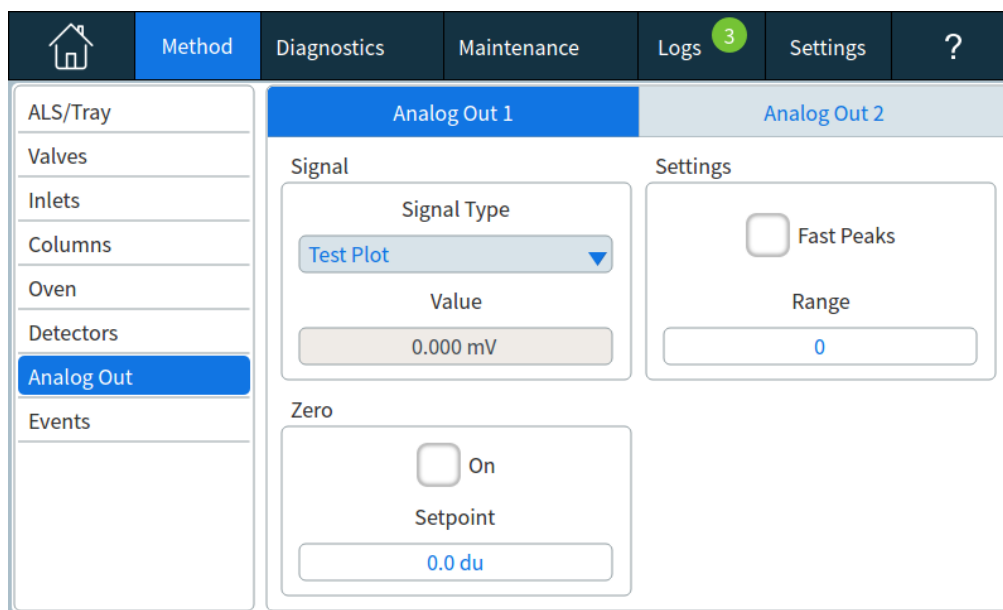 Method
Diagnostics
Maintenance
Logs 3
Settings
?
ALS/Tray
Valves
Inlets
Columns
Oven
Detectors
Analog Out
Events
Analog Out 1
Analog Out 2
Signal
Signal Type
Test Plot
Value
0.000 mV
Settings
Fast Peaks
Range
0
Zero
On
Setpoint
0.0 du